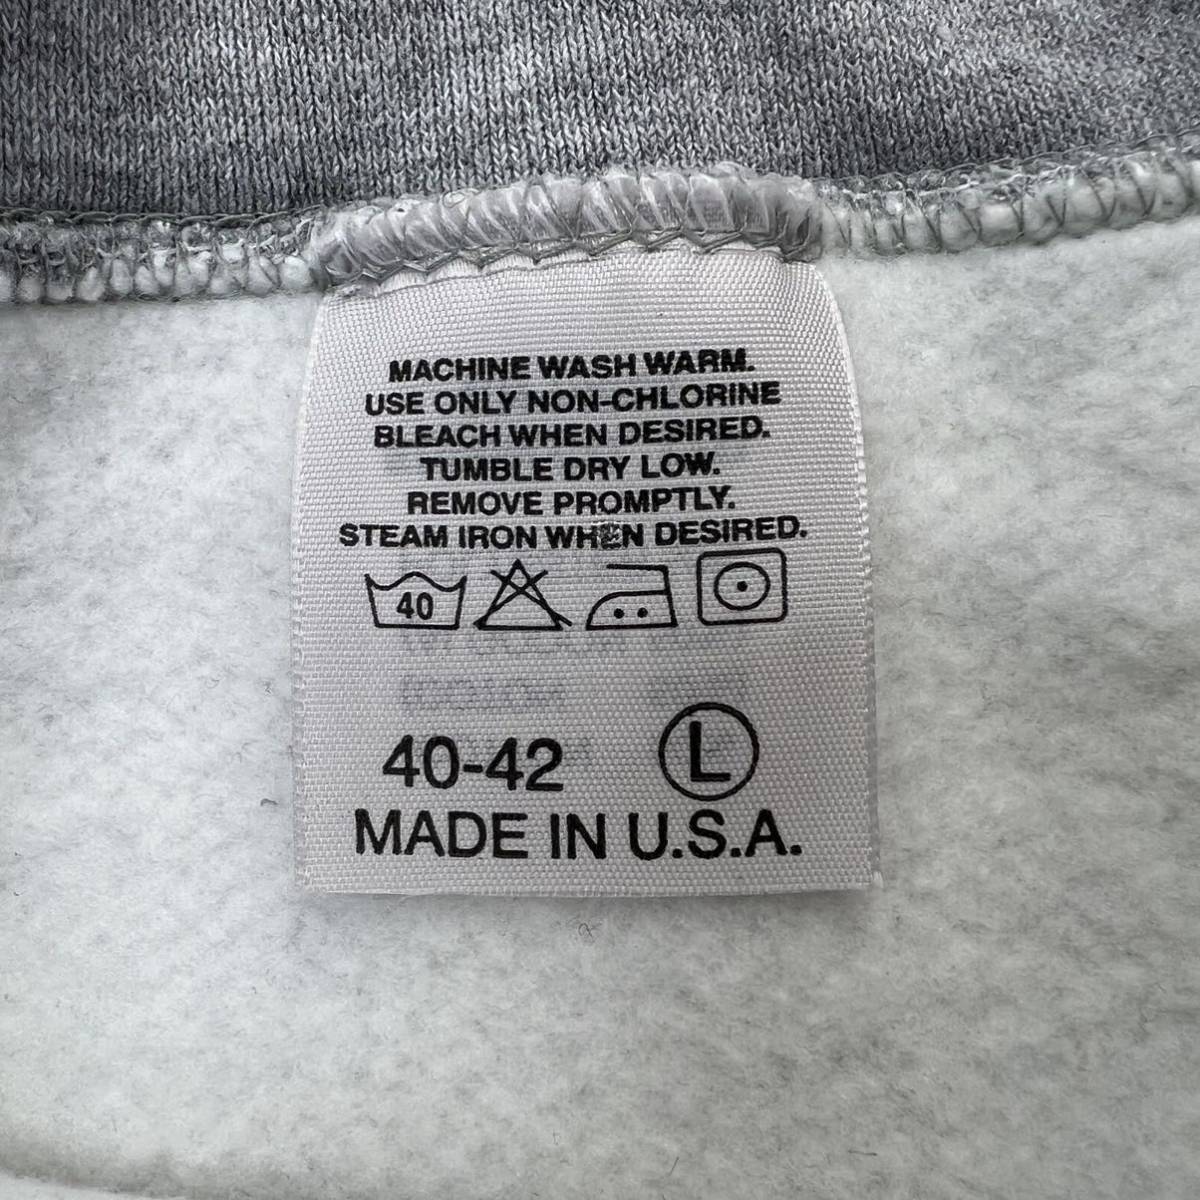 MACHINE WASH WARM.
USE ONLY NON-CHLORINE
BLEACH WHEN DESIRED.
TUMBLE DRY LOW.
REMOVE PROMPTLY.
STEAM IRON WHEN DESIRED.
40
40-42 L
MADE IN U.S.A.